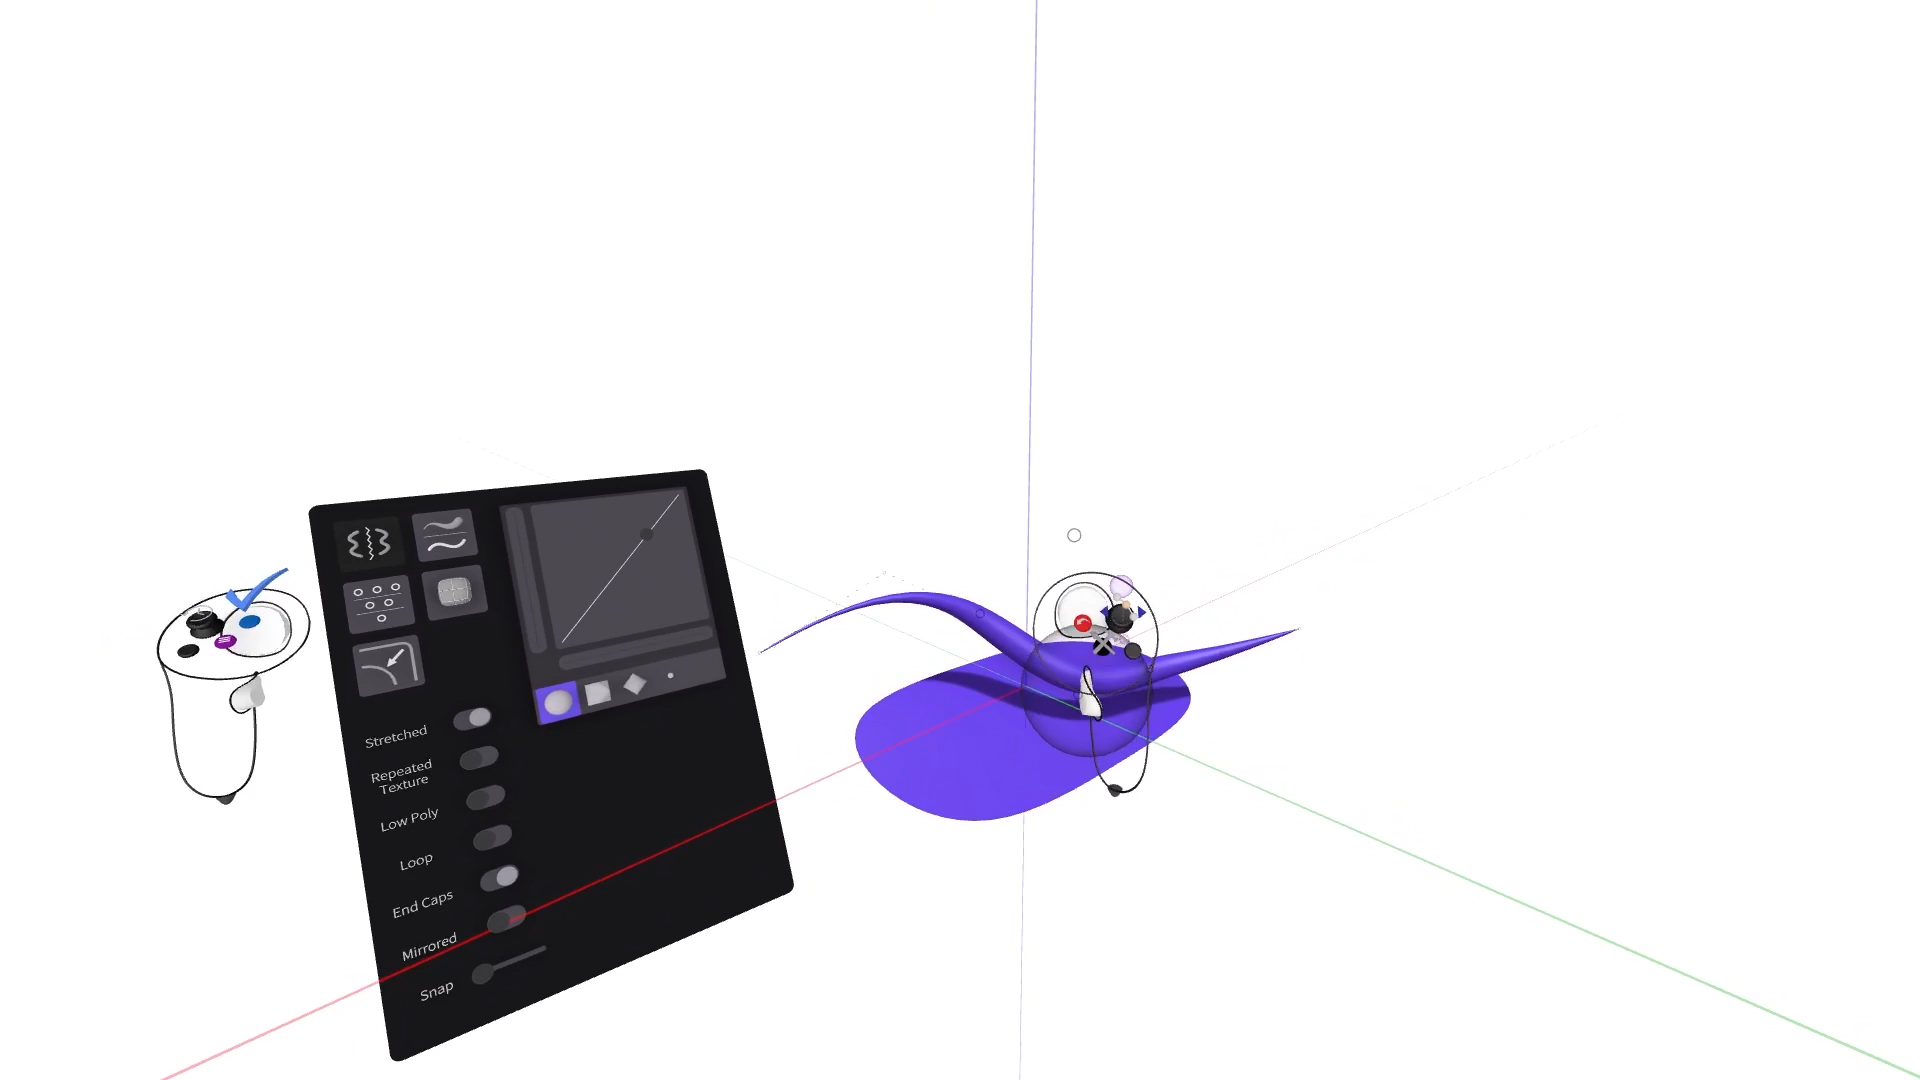 Stretched
Repeated
Texture
Low Poly
Loop
End Caps
Mirrored
Snap